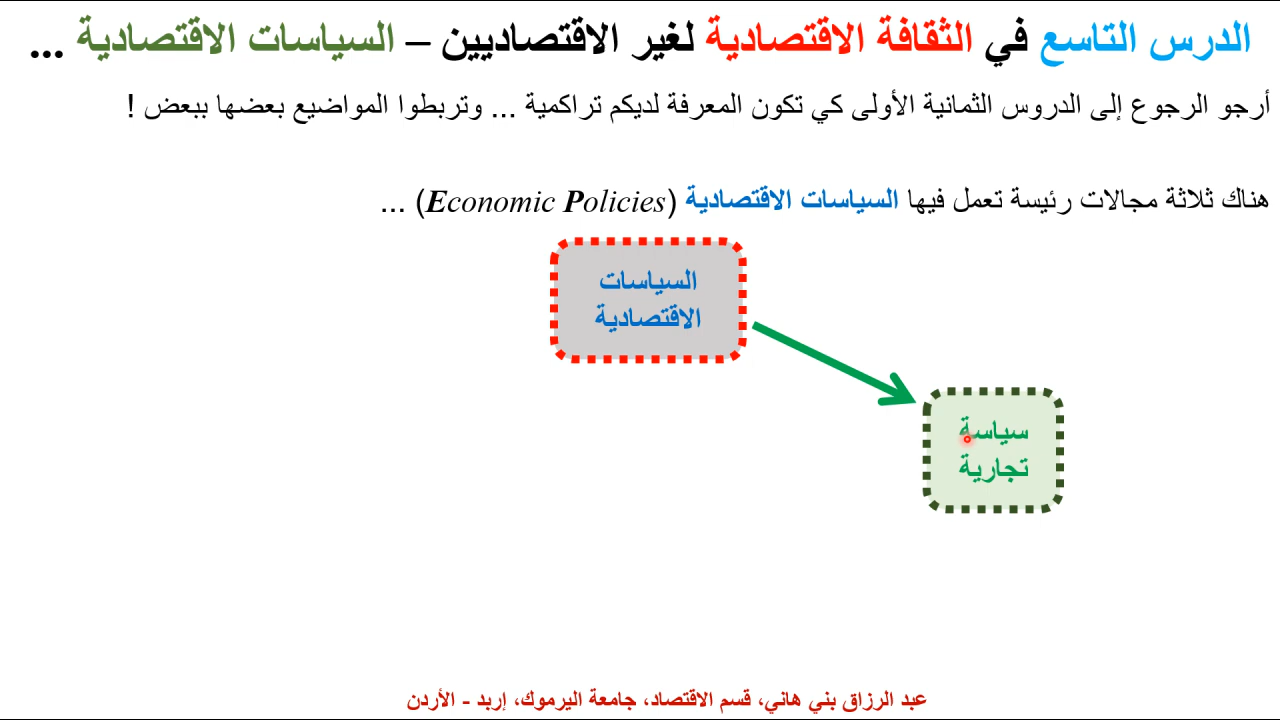 الدرس التاسع في الثقافة الاقتصادية لغير الاقتصاديين – السياسات الاقتصادية ...
أرجو الرجوع إلى الدروس الثمانية الأولى كي تكون المعرفة لديكم تراكمية ... وتربطوا المواضيع بعضها ببعض !
هناك ثلاثة مجالات رئيسة تعمل فيها السياسات الاقتصادية (Economic Policies) ...
السياسات
الاقتصادية
سياسة
تجارية
عبد الرزاق بني هاني، قسم الاقتصاد، جامعة اليرموك، إربد - الأردن